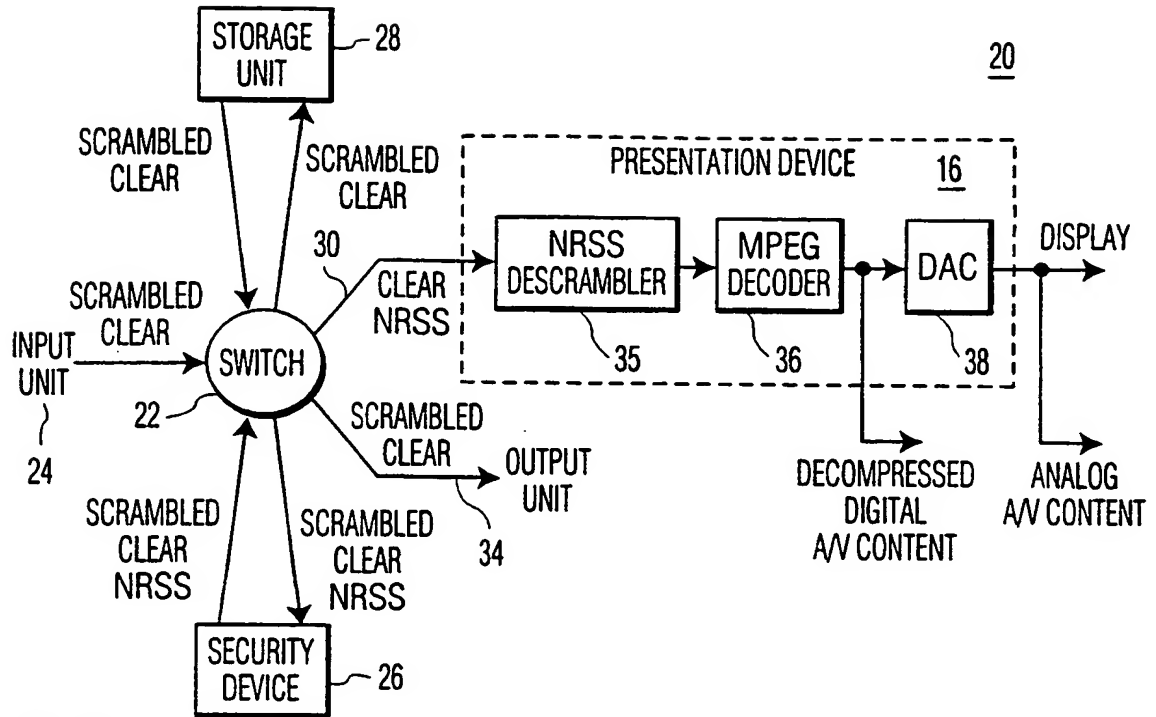 STORAGE
UNIT
28
20
SCRAMBLED
CLEAR
SCRAMBLED
CLEAR
PRESENTATION DEVICE
16
30
NRSS
DESCRAMBLER
MPEG
DECODER
DAC
DISPLAY
CLEAR
NRSS
35
36
38
SCRAMBLED
CLEAR
INPUT
UNIT
24
SWITCH
22
SCRAMBLED
CLEAR
OUTPUT
UNIT
34
DECOMPRESSED
DIGITAL
A/V CONTENT
ANALOG
A/V CONTENT
SCRAMBLED
CLEAR
NRSS
SCRAMBLED
CLEAR
NRSS
SECURITY
DEVICE
26